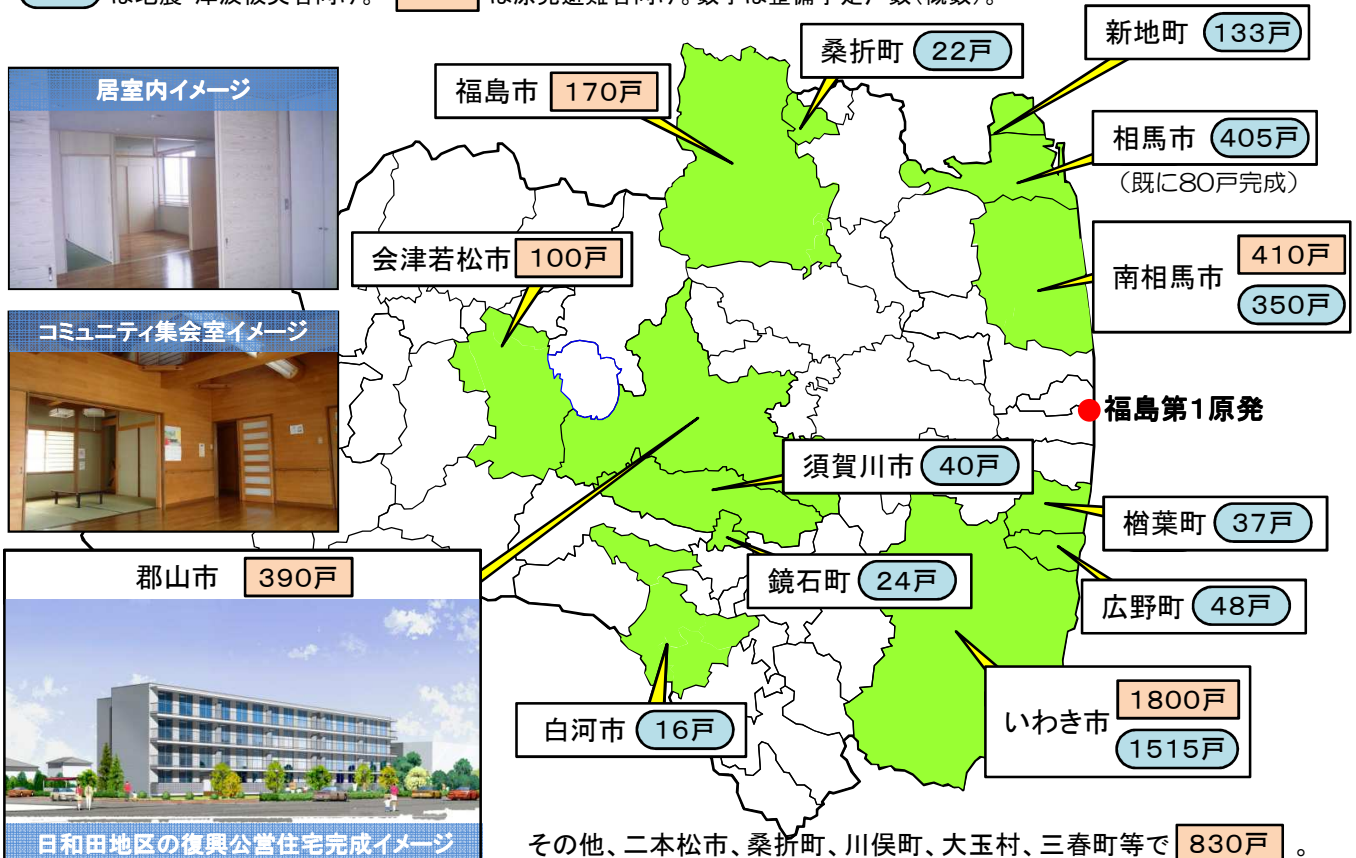 は地震・津波被災者向け。 は原発避難者向け。数字は整備予定戸数(概数)。
新地町 133戸
桑折町 22戸
福島市 170戸
居室内イメージ
相馬市 405戸
(既に80戸完成)
会津若松市 100戸
南相馬市 410戸
350戸
コミュニティ集会室イメージ
福島第1原発
須賀川市 40戸
楢葉町 37戸
鏡石町 24戸
広野町 48戸
郡山市 390戸
白河市 16戸
いわき市 1800戸
1515戸
日和田地区の復興公営住宅完成イメージ
その他、二本松市、桑折町、川俣町、大玉村、三春町等で 830戸 。